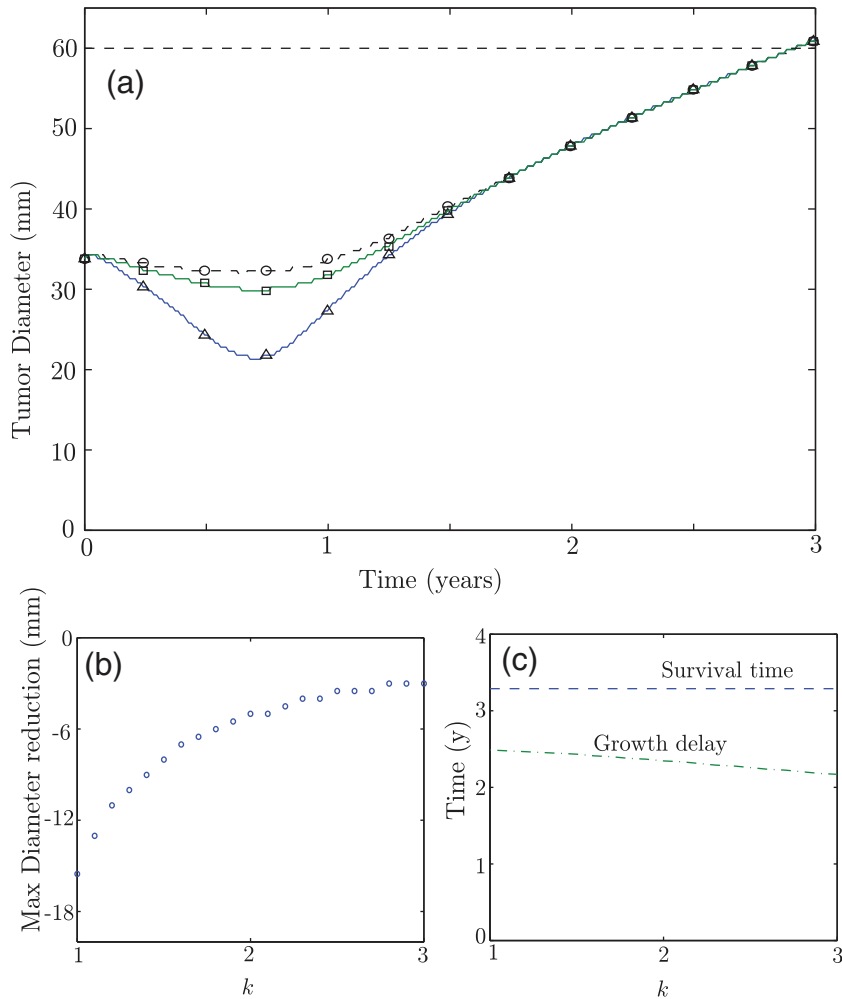 (a)
Tumor Diameter (mm)
60
50
40
30
20
10
0
0
1
2
3
Time (years)
(b)
Max Diameter reduction (mm)
0
-6
-12
-18
1
2
3
k
(c)
Time (y)
4
3
2
1
0
Survival time
Growth delay
1
2
3
k